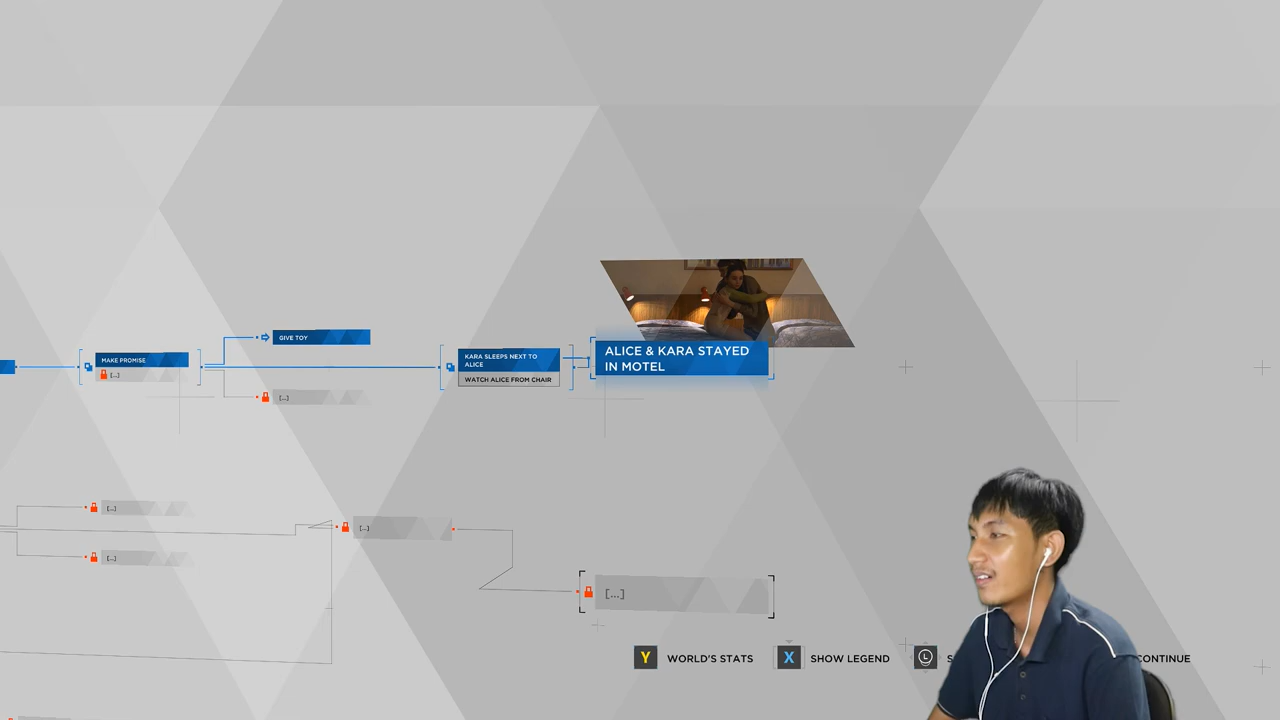 GIVE TOY
MAKE PROMISE
[...]
[...]
KARA SLEEPS NEXT TO
ALICE
WATCH ALICE FROM CHAIR
ALICE & KARA STAYED
IN MOTEL
[...]
[...]
[...]
[...]
Y WORLD'S STATS
X SHOW LEGEND
L S
CONTINUE